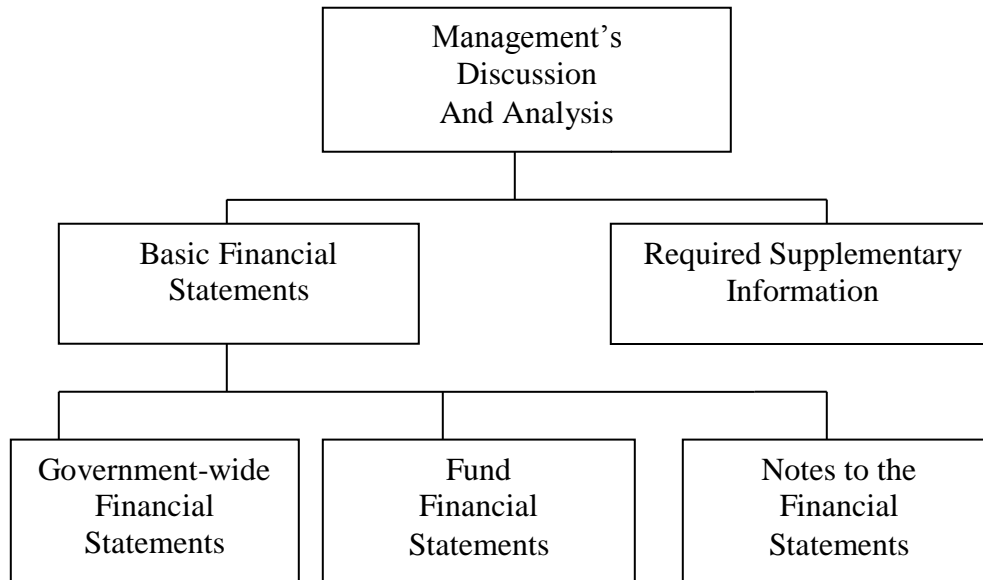 Management’s
Discussion
And Analysis
Basic Financial
Statements
Required Supplementary
Information
Government-wide
Financial
Statements
Fund
Financial
Statements
Notes to the
Financial
Statements